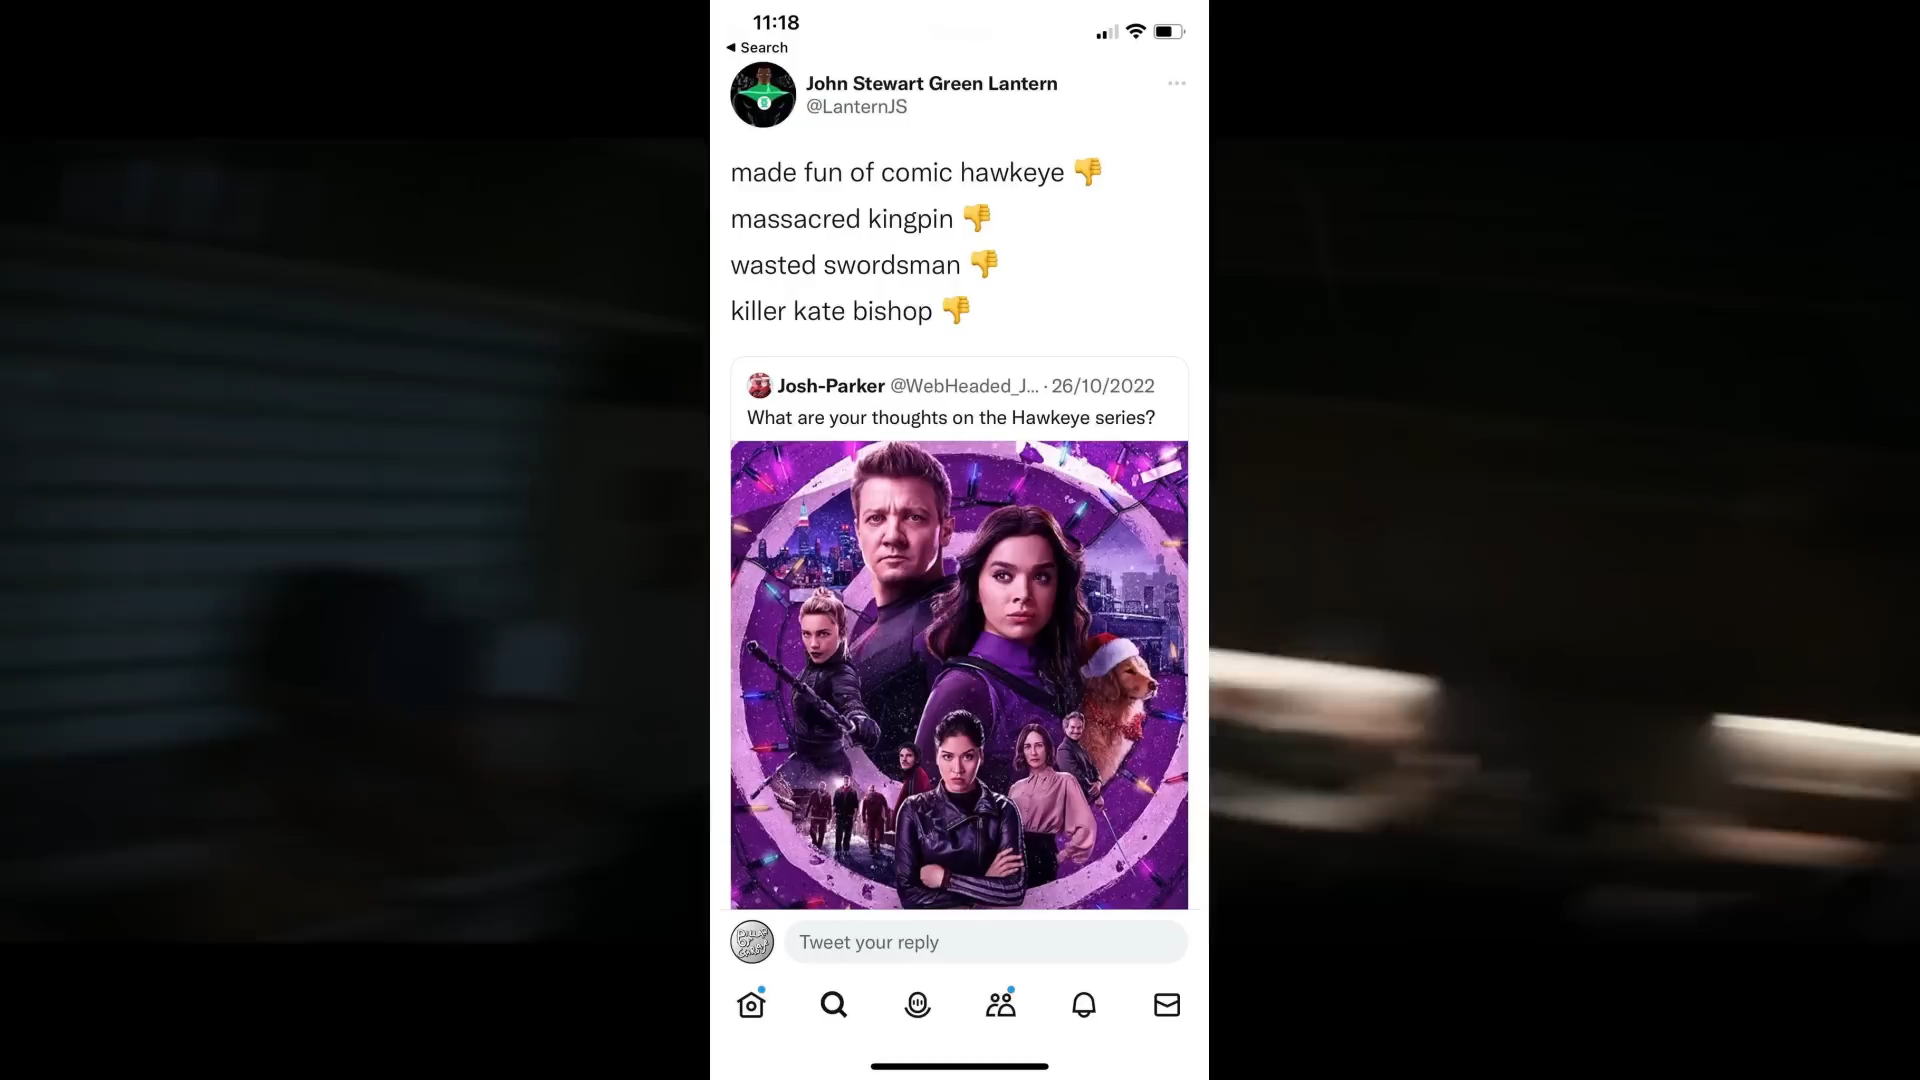 11:18
Search
John Stewart Green Lantern
@LanternJS
made fun of comic hawkeye 👎
massacred kingpin 👎
wasted swordsman 👎
killer kate bishop 👎
Josh-Parker @WebHeaded_J... · 26/10/2022
What are your thoughts on the Hawkeye series?
Tweet your reply